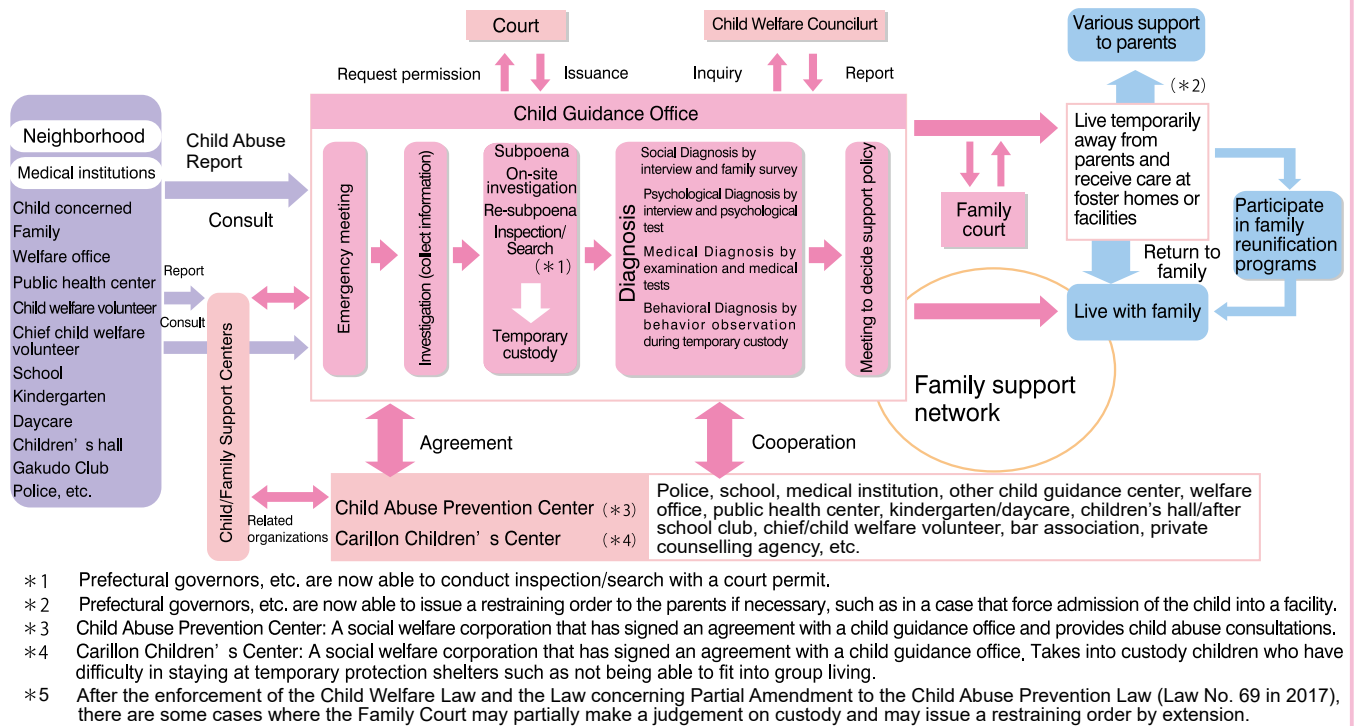 Court
Child Welfare Councilurt
Various support
to parents
Request permission
Issuance
Inquiry
Report
(*2)
Neighborhood
Medical institutions
Child concerned
Family
Welfare office
Public health center
Child welfare volunteer
Chief child welfare
volunteer
School
Kindergarten
Daycare
Children's hall
Gakudo Club
Police, etc.
Child Abuse
Report
Consult
Report
Consult
Child/Family Support Centers
Child Guidance Office
Emergency meeting
Investigation (collect information)
Subpoena
On-site
investigation
Re-subpoena
Inspection/
Search
(*1)
Temporary
custody
Diagnosis
Social Diagnosis by
interview and family survey
Psychological Diagnosis by
interview and psychological
test
Medical Diagnosis by
examination and medical
tests
Behavioral Diagnosis by
behavior observation
during temporary custody
Meeting to decide support policy
Family
court
Live temporarily
away from
parents and
receive care at
foster homes or
facilities
Participate
in family
reunification
programs
Return to
family
Live with family
Family support
network
Agreement
Cooperation
Related
organizations
Child Abuse Prevention Center (*3)
Carillon Children's Center (*4)
Police, school, medical institution, other child guidance center, welfare
office, public health center, kindergarten/daycare, children's hall/after
school club, chief/child welfare volunteer, bar association, private
counselling agency, etc.
*1 Prefectural governors, etc. are now able to conduct inspection/search with a court permit.
*2 Prefectural governors, etc. are now able to issue a restraining order to the parents if necessary, such as in a case that force admission of the child into a facility.
*3 Child Abuse Prevention Center: A social welfare corporation that has signed an agreement with a child guidance office and provides child abuse consultations.
*4 Carillon Children's Center: A social welfare corporation that has signed an agreement with a child guidance office. Takes into custody children who have
difficulty in staying at temporary protection shelters such as not being able to fit into group living.
*5 After the enforcement of the Child Welfare Law and the Law concerning Partial Amendment to the Child Abuse Prevention Law (Law No. 69 in 2017),
there are some cases where the Family Court may partially make a judgement on custody and may issue a restraining order by extension.